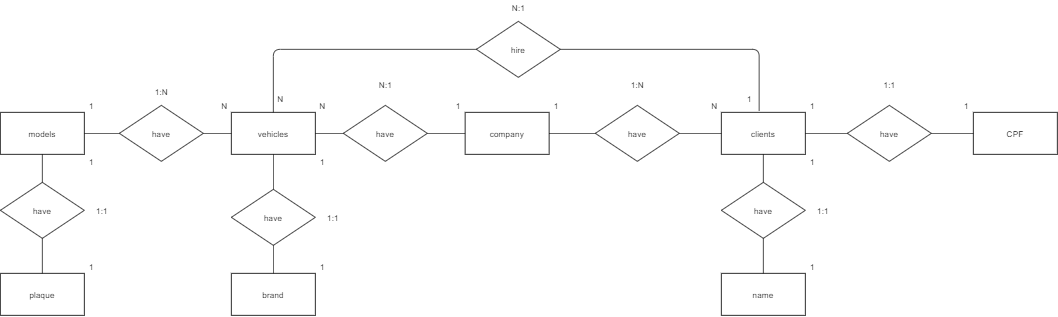 N:1
hire
1:N
N:1
1:N
1:1
1
N
N
N
1
1
N
1
1
1
models
have
vehicles
have
company
have
clients
have
CPF
1
1
1
have
1:1
have
1:1
have
1:1
1
1
1
plaque
brand
name